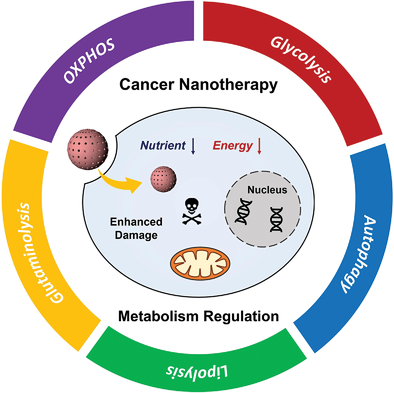 OXPHOS
Glycolysis
Cancer Nanotherapy
Nutrient ↓
Energy ↓
Nucleus
Enhanced
Damage
Glutaminolysis
Autophagy
Metabolism Regulation
Lipolysis